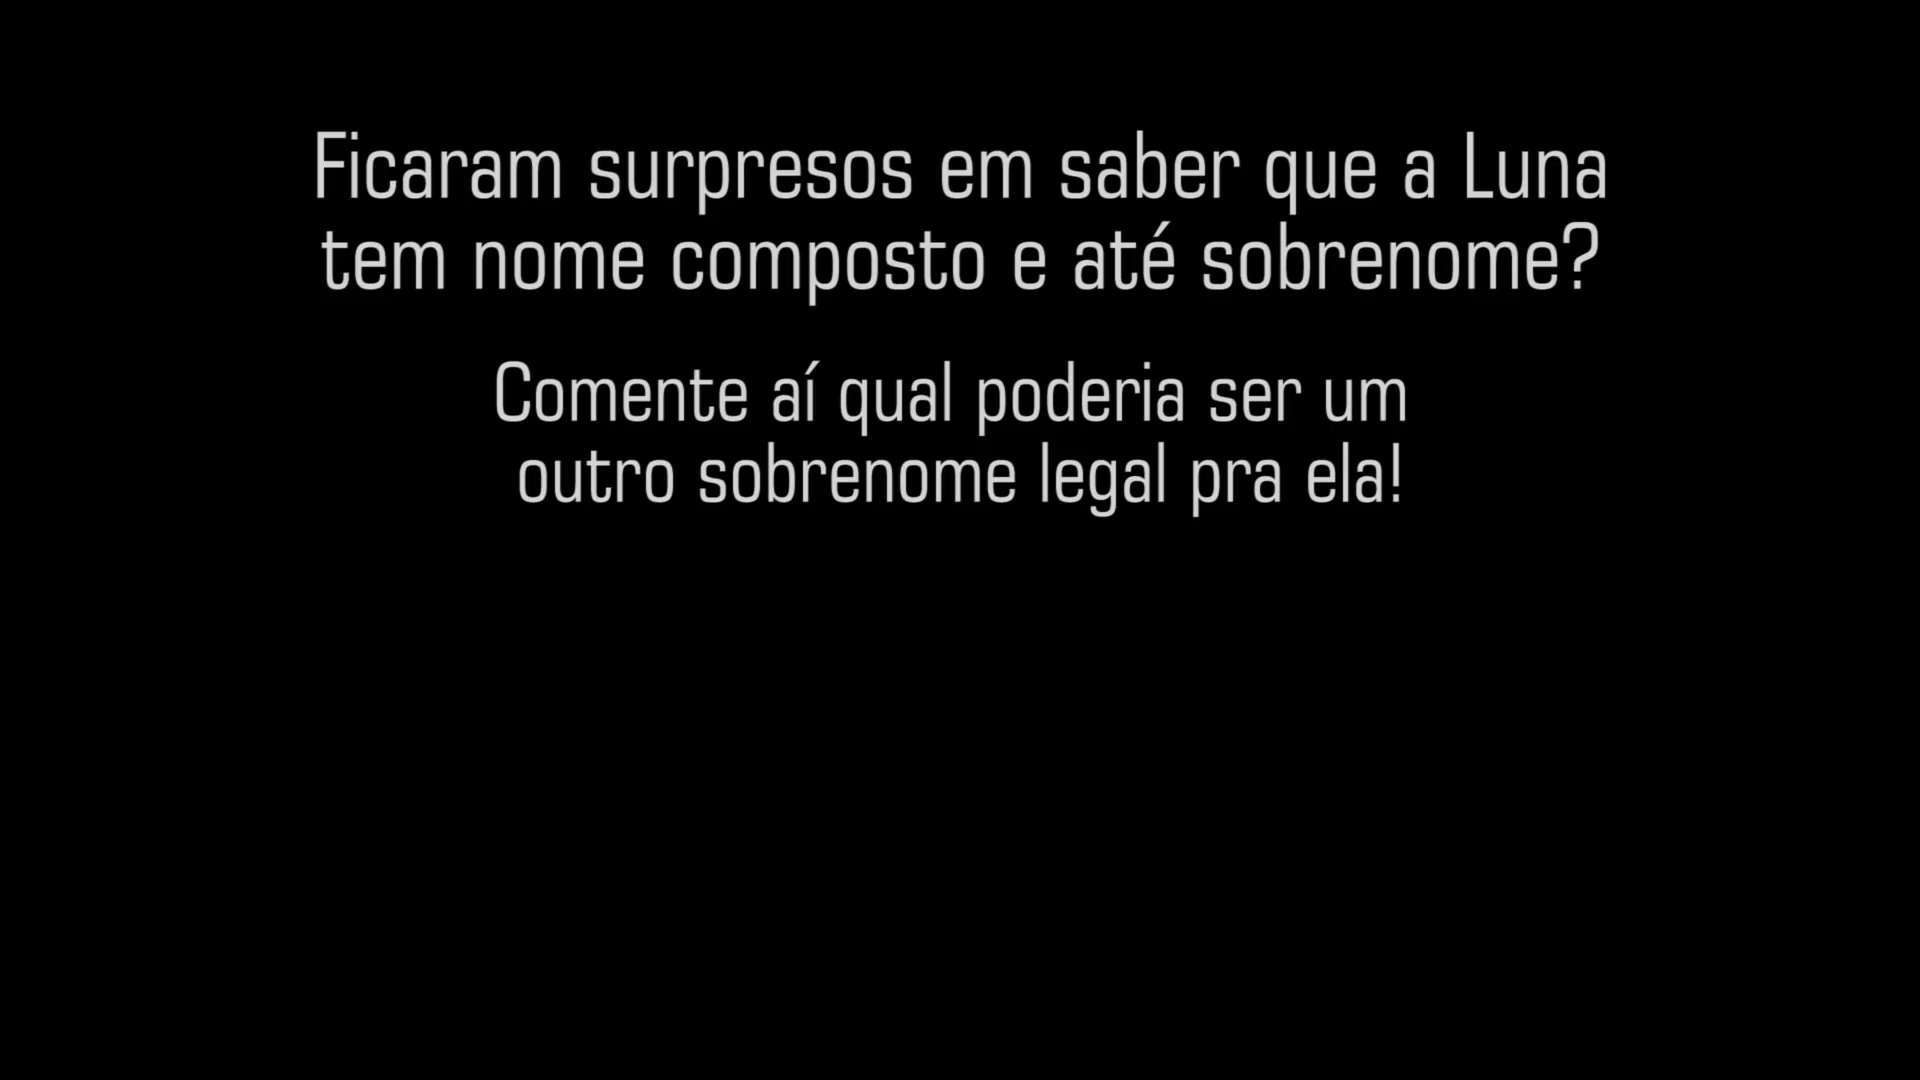 Ficaram surpresos em saber que a Luna
tem nome composto e até sobrenome?
Comente aí qual poderia ser um
outro sobrenome legal pra ela!